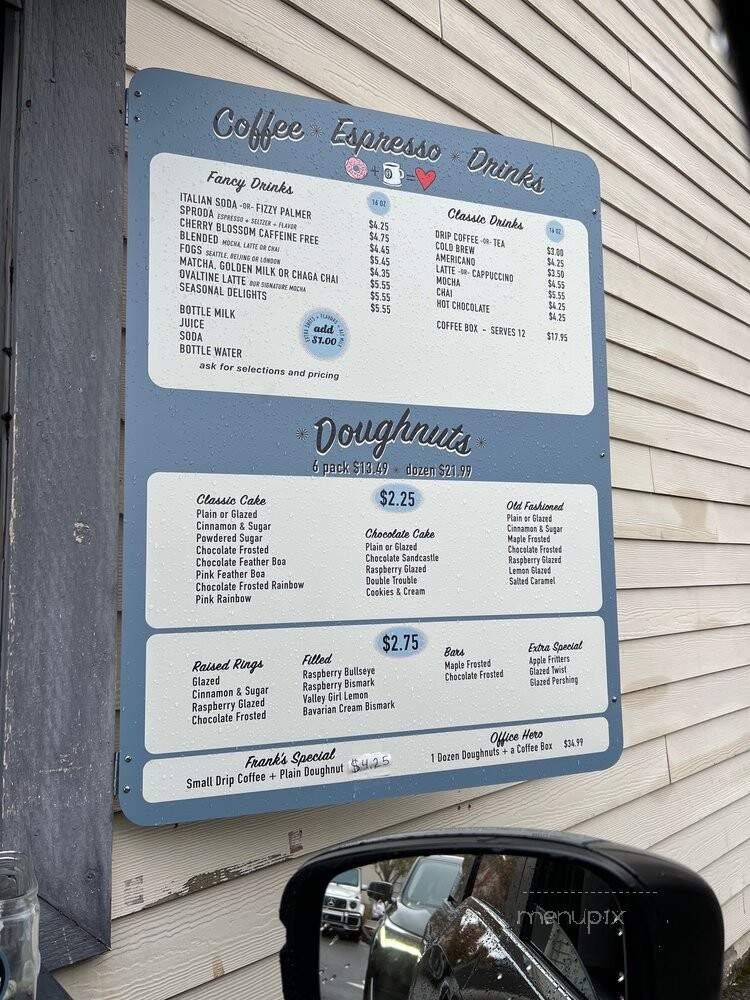 Coffee * Espresso * Drinks
Fancy Drinks
16 OZ
ITALIAN SODA -OR- FIZZY PALMER $4.25
SPRODA ESPRESSO + SELTZER + FLAVOR $4.75
CHERRY BLOSSOM CAFFEINE FREE $4.45
BLENDED MOCHA, LATTE OR CHAI $5.45
FOGS SEATTLE, BEIJING OR LONDON $4.35
MATCHA, GOLDEN MILK OR CHAGA CHAI $5.55
OVALTINE LATTE OUR SIGNATURE MOCHA $5.55
SEASONAL DELIGHTS $5.55
BOTTLE MILK
JUICE
SODA
BOTTLE WATER
ask for selections and pricing
EXTRA SHOTS + FLAVORS + ALT MILK
add
$1.00
Classic Drinks
16 OZ
DRIP COFFEE -OR- TEA $3.00
COLD BREW $4.25
AMERICANO $3.50
LATTE -OR- CAPPUCCINO $4.55
MOCHA $5.55
CHAI $4.25
HOT CHOCOLATE $4.25
COFFEE BOX - SERVES 12 $17.95
* Doughnuts *
6 pack $13.49 * dozen $21.99
$2.25
Classic Cake
Plain or Glazed
Cinnamon & Sugar
Powdered Sugar
Chocolate Frosted
Chocolate Feather Boa
Pink Feather Boa
Chocolate Frosted Rainbow
Pink Rainbow
Chocolate Cake
Plain or Glazed
Chocolate Sandcastle
Raspberry Glazed
Double Trouble
Cookies & Cream
Old Fashioned
Plain or Glazed
Cinnamon & Sugar
Maple Frosted
Chocolate Frosted
Raspberry Glazed
Lemon Glazed
Salted Caramel
$2.75
Raised Rings
Glazed
Cinnamon & Sugar
Raspberry Glazed
Chocolate Frosted
Filled
Raspberry Bullseye
Raspberry Bismark
Valley Girl Lemon
Bavarian Cream Bismark
Bars
Maple Frosted
Chocolate Frosted
Extra Special
Apple Fritters
Glazed Twist
Glazed Pershing
Frank's Special
Small Drip Coffee + Plain Doughnut $4.25
Office Hero
1 Dozen Doughnuts + a Coffee Box $34.99
menupix